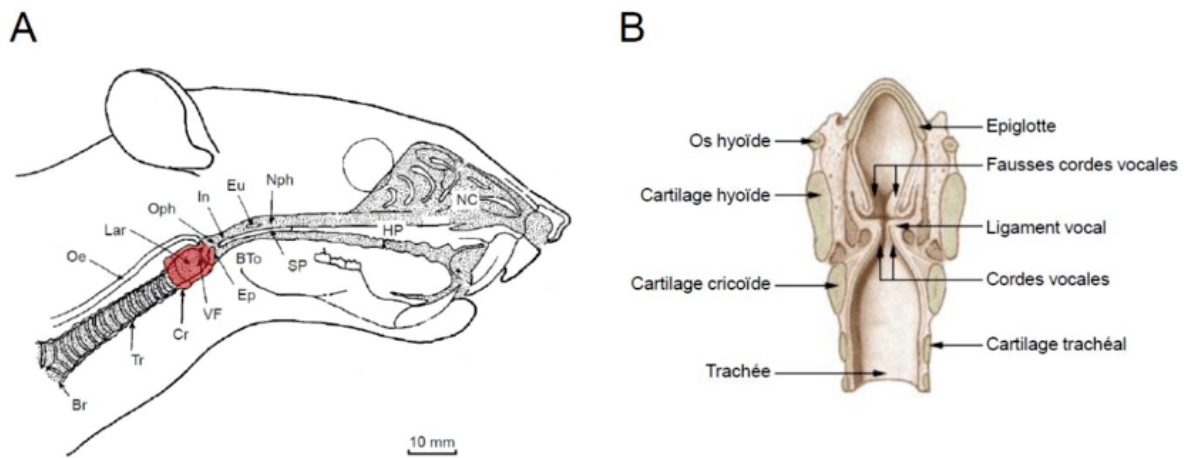 A
B
Eu
Nph
In
Oph
Lar
Oe
NC
HP
BTo
SP
Ep
VF
Cr
Tr
Br
10 mm
Os hyoïde
Cartilage hyoïde
Cartilage cricoïde
Trachée
Epiglotte
Fausses cordes vocales
Ligament vocal
Cordes vocales
Cartilage trachéal